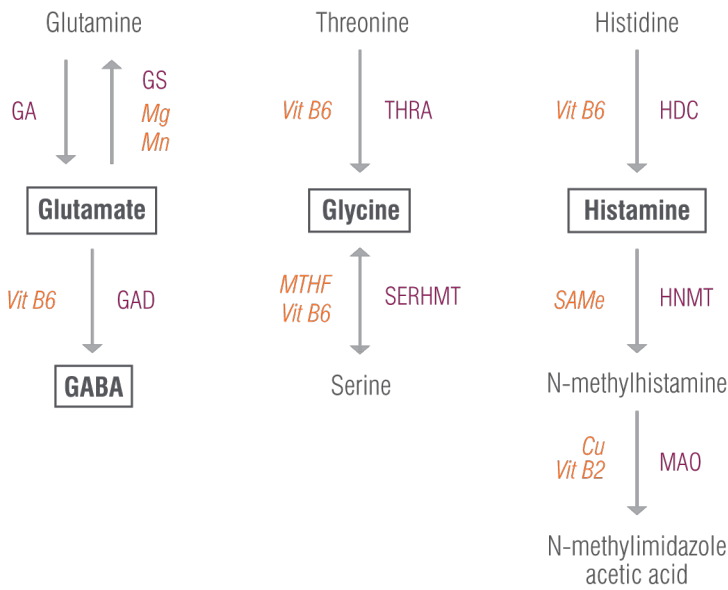 Glutamine
GA
GS
Mg
Mn
Glutamate
Vit B6
GAD
GABA
Threonine
Vit B6
THRA
Glycine
MTHF
Vit B6
SERHMT
Serine
Histidine
Vit B6
HDC
Histamine
SAMe
HNMT
N-methylhistamine
Cu
Vit B2
MAO
N-methylimidazole
acetic acid